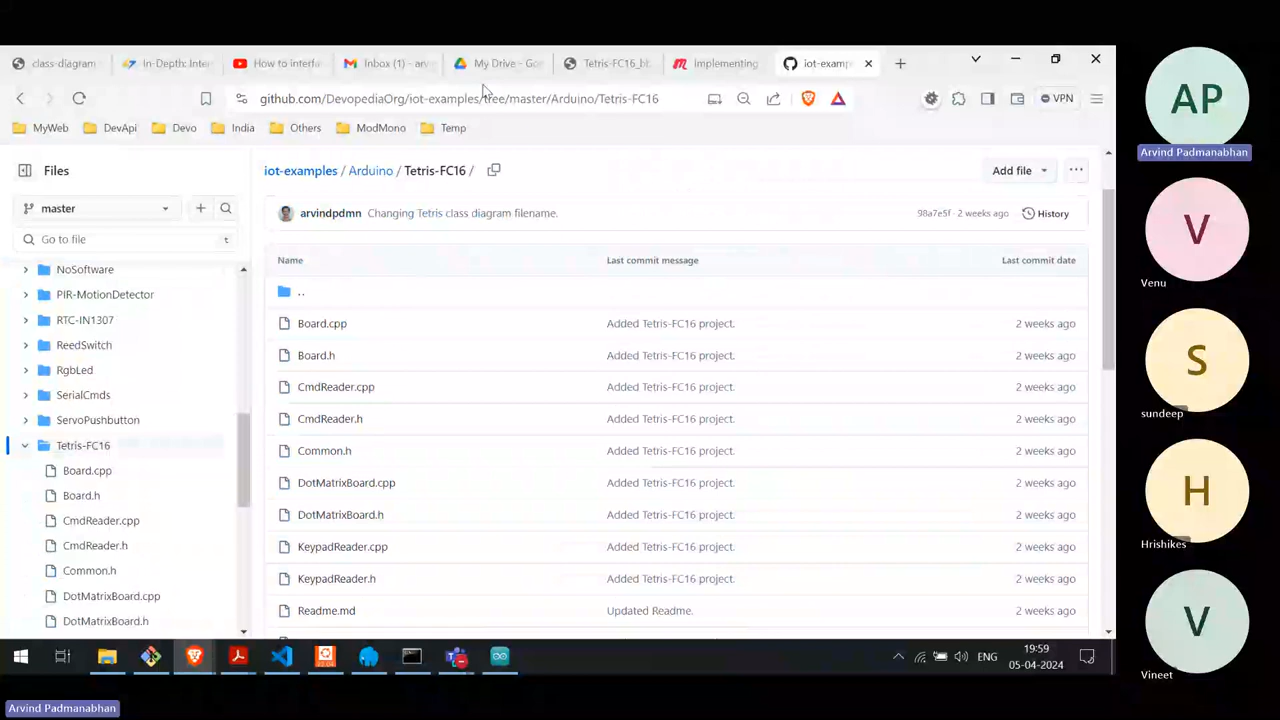 class-diagram
In-Depth: Inter
How to interfa
Inbox (1) – arv
My Drive – Goo
Tetris-FC16_b
Implementing
iot-examp
github.com/DevopediaOrg/iot-examples/tree/master/Arduino/Tetris-FC16
VPN
MyWeb
DevApi
Devo
India
Others
ModMono
Temp
Files
iot-examples / Arduino / Tetris-FC16 /
Add file
master
arvindpdmn Changing Tetris class diagram filename.
98a7e5f · 2 weeks ago
History
Go to file
t
Name Last commit message Last commit date
NoSoftware
PIR-MotionDetector
RTC-IN1307
ReedSwitch
RgbLed
SerialCmds
ServoPushbutton
Tetris-FC16
Board.cpp
Board.h
CmdReader.cpp
CmdReader.h
Common.h
DotMatrixBoard.cpp
DotMatrixBoard.h
..
Board.cpp Added Tetris-FC16 project. 2 weeks ago
Board.h Added Tetris-FC16 project. 2 weeks ago
CmdReader.cpp Added Tetris-FC16 project. 2 weeks ago
CmdReader.h Added Tetris-FC16 project. 2 weeks ago
Common.h Added Tetris-FC16 project. 2 weeks ago
DotMatrixBoard.cpp Added Tetris-FC16 project. 2 weeks ago
DotMatrixBoard.h Added Tetris-FC16 project. 2 weeks ago
KeypadReader.cpp Added Tetris-FC16 project. 2 weeks ago
KeypadReader.h Added Tetris-FC16 project. 2 weeks ago
Readme.md Updated Readme. 2 weeks ago
ENG
19:59
05-04-2024
AP
Arvind Padmanabhan
V
Venu
S
sundeep
H
Hrishikes
V
Vineet
Arvind Padmanabhan